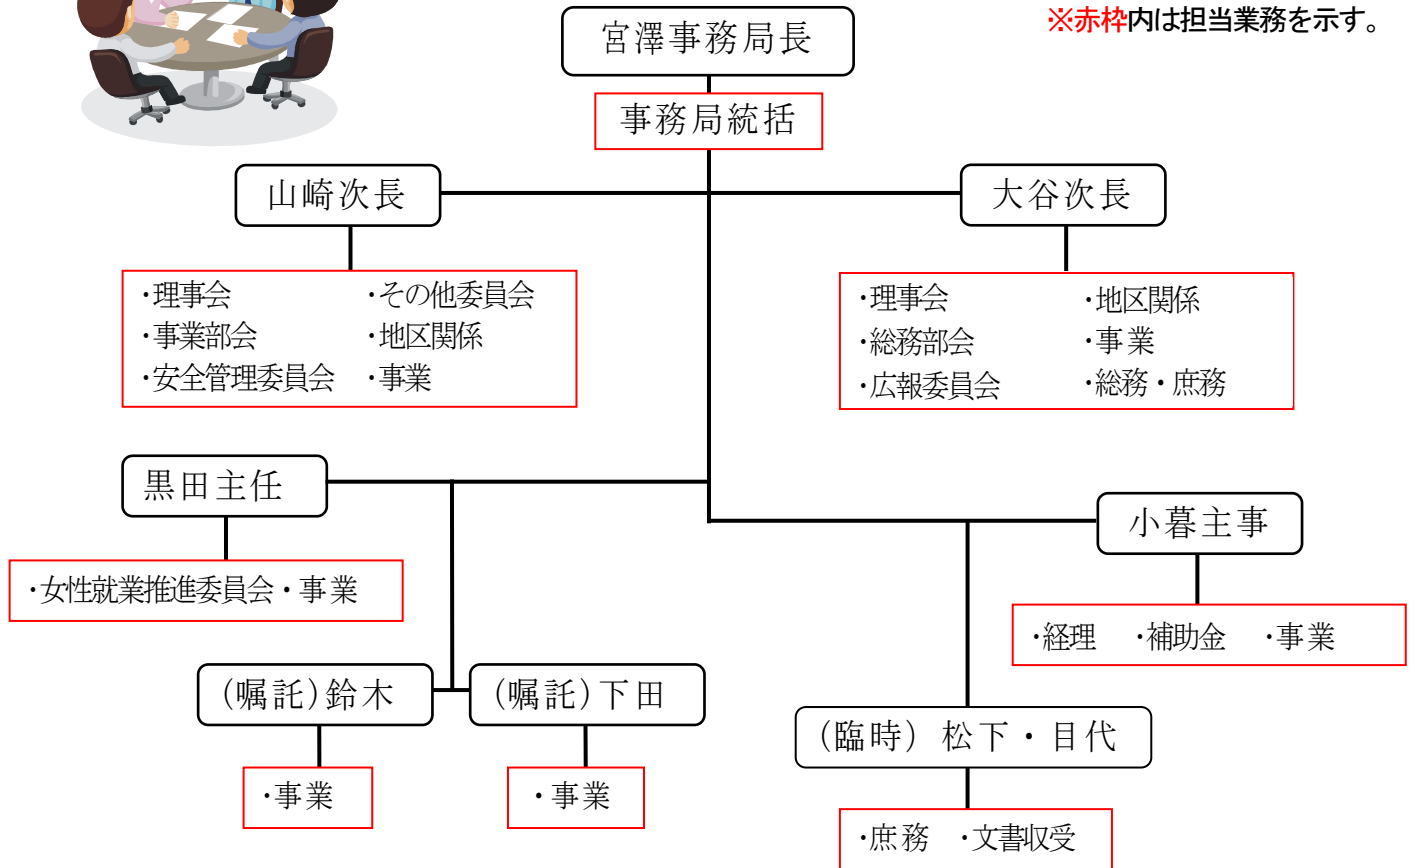 ※赤枠内は担当業務を示す。
宮澤事務局長
事務局統括
山崎次長
大谷次長
・理事会 ・その他委員会
・事業部会 ・地区関係
・安全管理委員会 ・事業
・理事会 ・地区関係
・総務部会 ・事業
・広報委員会 ・総務・庶務
黒田主任
・女性就業推進委員会・事業
小暮主事
・経理 ・補助金 ・事業
(嘱託)鈴木
(嘱託)下田
・事業
・事業
(臨時) 松下・目代
・庶務 ・文書収受